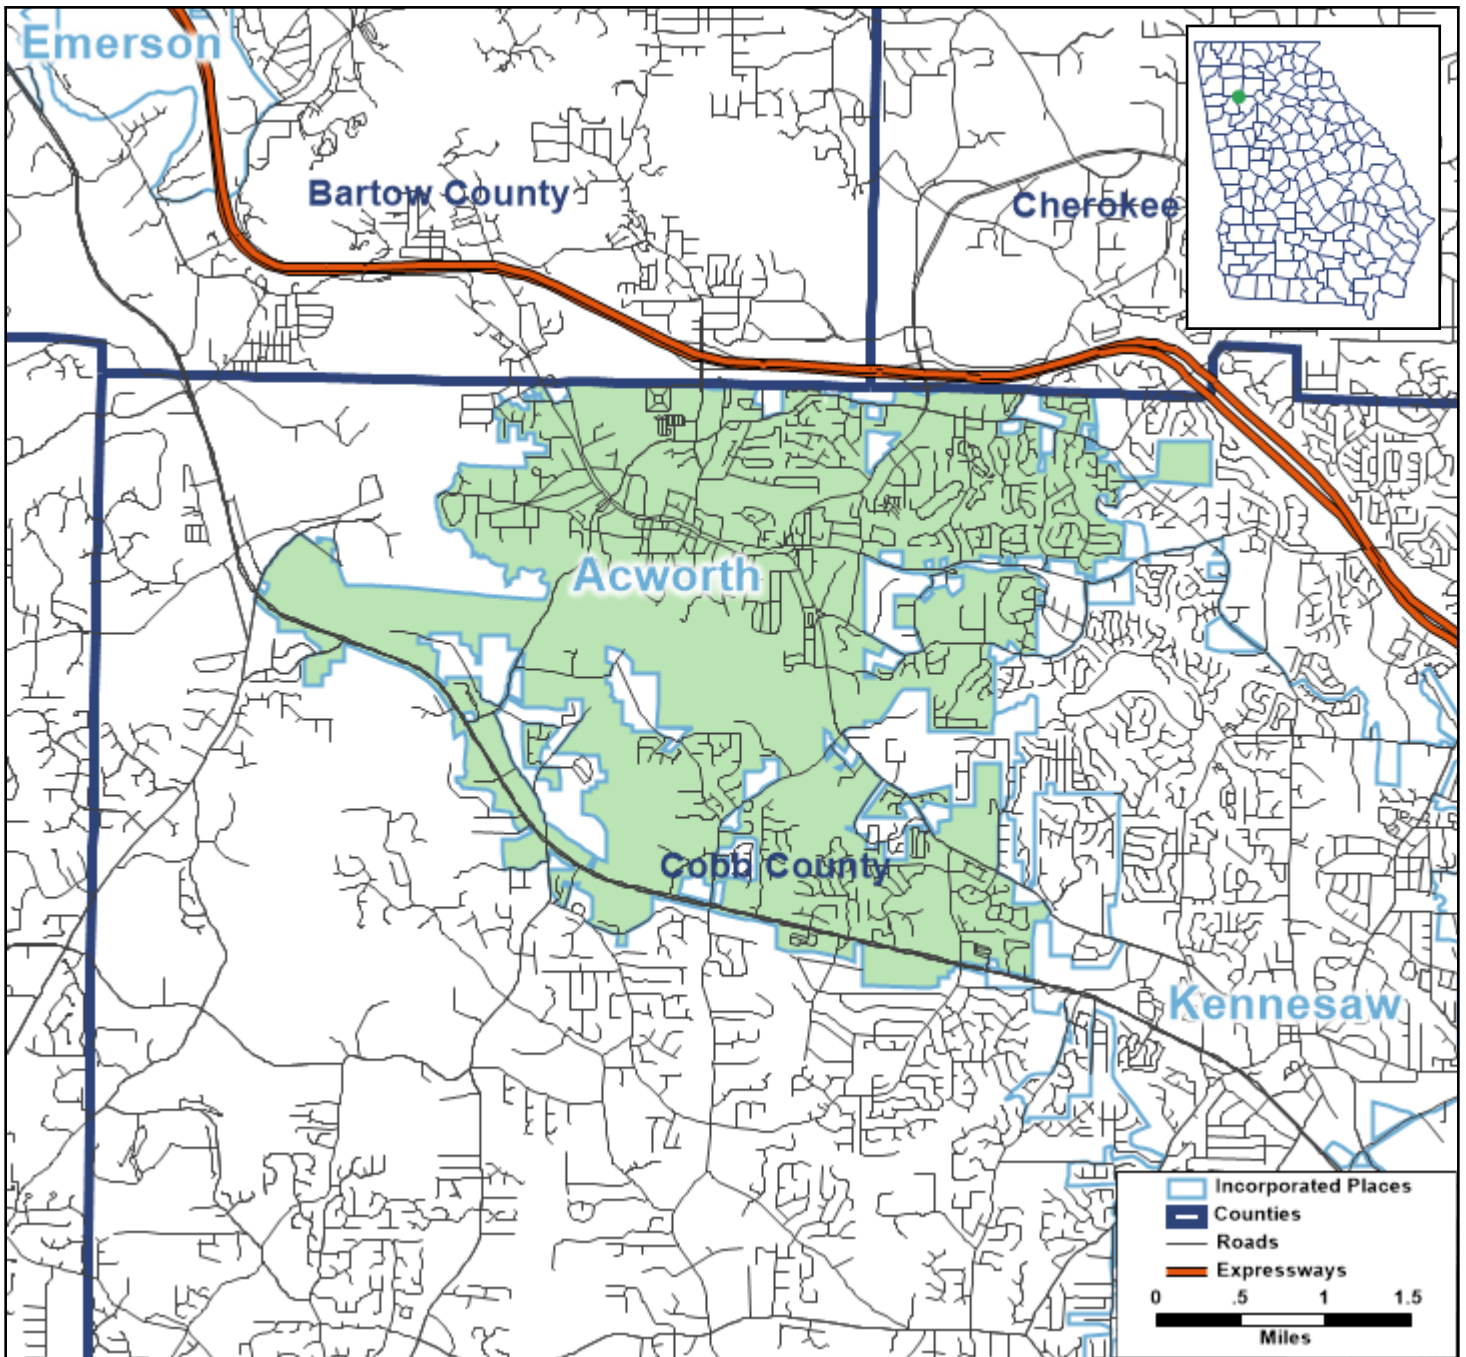 Emerson
Bartow County
Cherokee
Acworth
Cobb County
Kennesaw
Incorporated Places
Counties
Roads
Expressways
0 .5 1 1.5
Miles